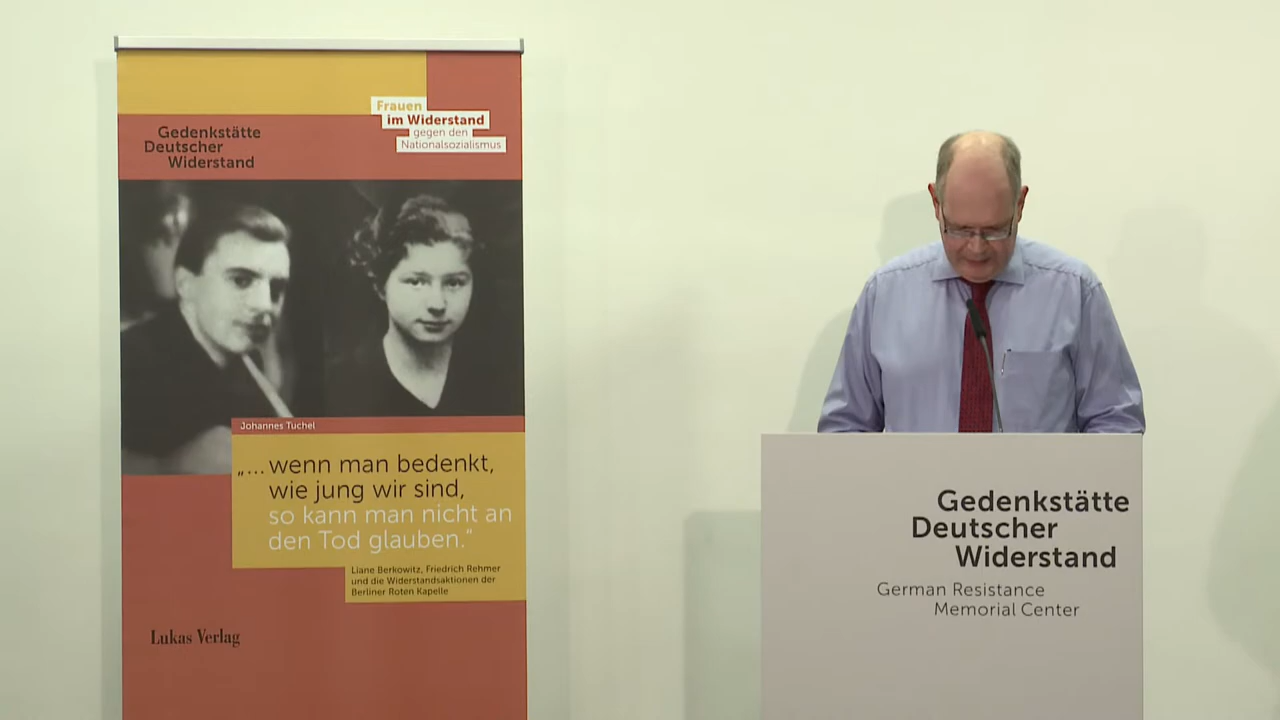 Frauen
im Widerstand
gegen den
Nationalsozialismus
Gedenkstätte
Deutscher
Widerstand
Johannes Tuchel
„… wenn man bedenkt,
wie jung wir sind,
so kann man nicht an
den Tod glauben.“
Liane Berkowitz, Friedrich Rehmer
und die Widerstandsaktionen der
Berliner Roten Kapelle
Lukas Verlag
Gedenkstätte
Deutscher
Widerstand
German Resistance
Memorial Center